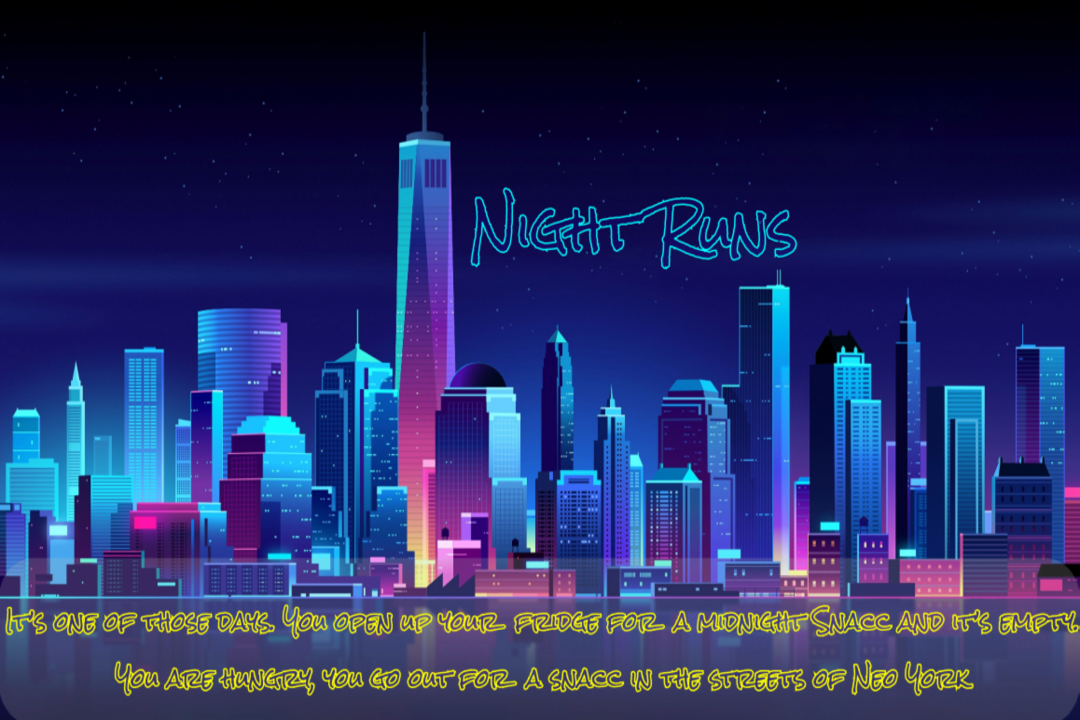 Night Runs
It's one of those days. You open up your fridge for a midnight Snacc and it's empty.
You are hungry, you go out for a snacc in the streets of Neo York